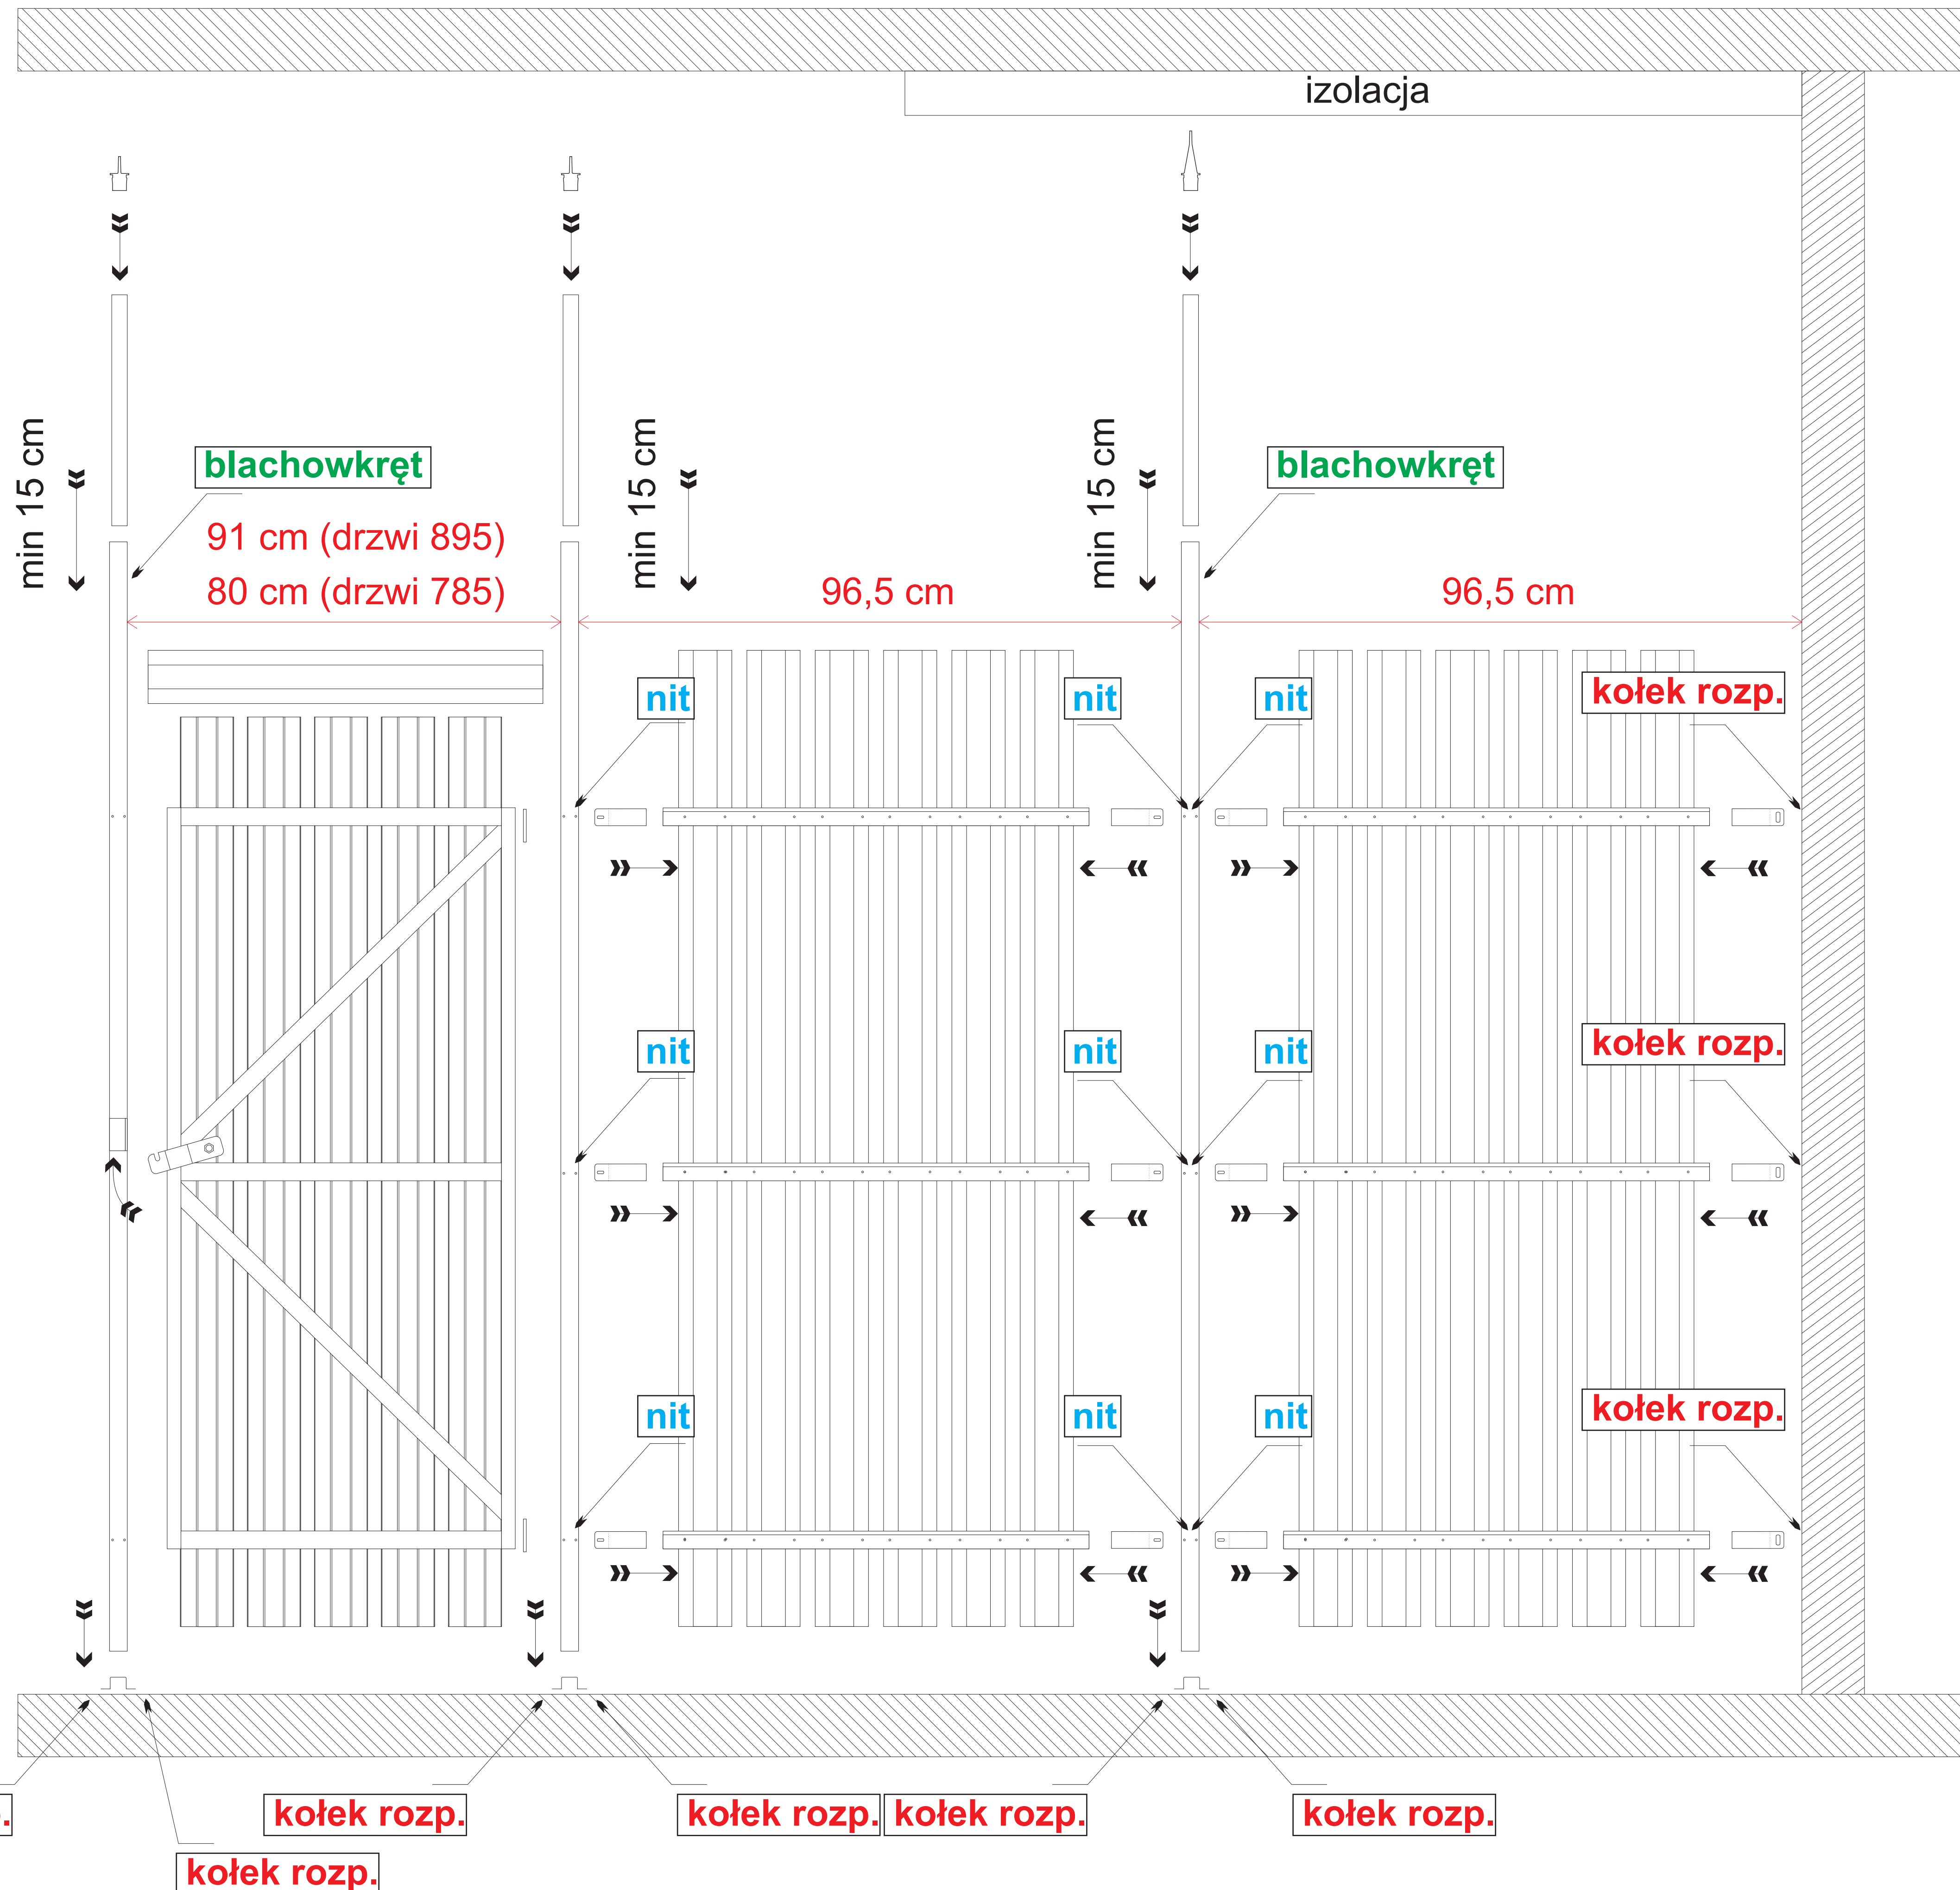 izolacja
min 15 cm
min 15 cm
min 15 cm
blachowkręt
blachowkręt
91 cm (drzwi 895)
80 cm (drzwi 785)
96,5 cm
96,5 cm
nit
nit
nit
kołek rozp.
nit
nit
nit
kołek rozp.
nit
nit
nit
kołek rozp.
kołek rozp.
kołek rozp.
kołek rozp.
kołek rozp.
kołek rozp.